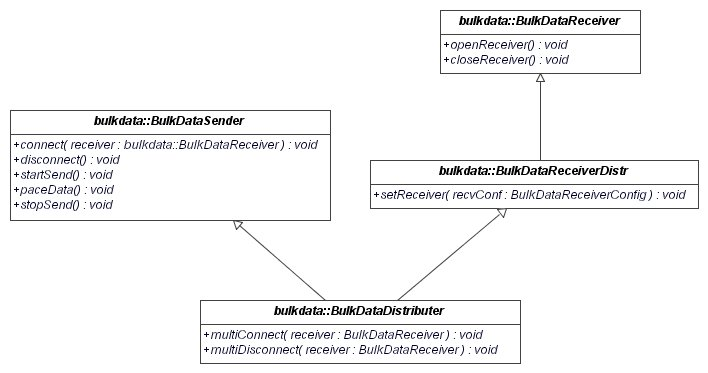 bulkdata::BulkDataReceiver
+openReceiver() : void
+closeReceiver() : void
bulkdata::BulkDataSender
+connect( receiver : bulkdata::BulkDataReceiver ) : void
+disconnect() : void
+startSend() : void
+paceData() : void
+stopSend() : void
bulkdata::BulkDataReceiverDistr
+setReceiver( recvConf : BulkDataReceiverConfig ) : void
bulkdata::BulkDataDistributer
+multiConnect( receiver : BulkDataReceiver ) : void
+multiDisconnect( receiver : BulkDataReceiver ) : void